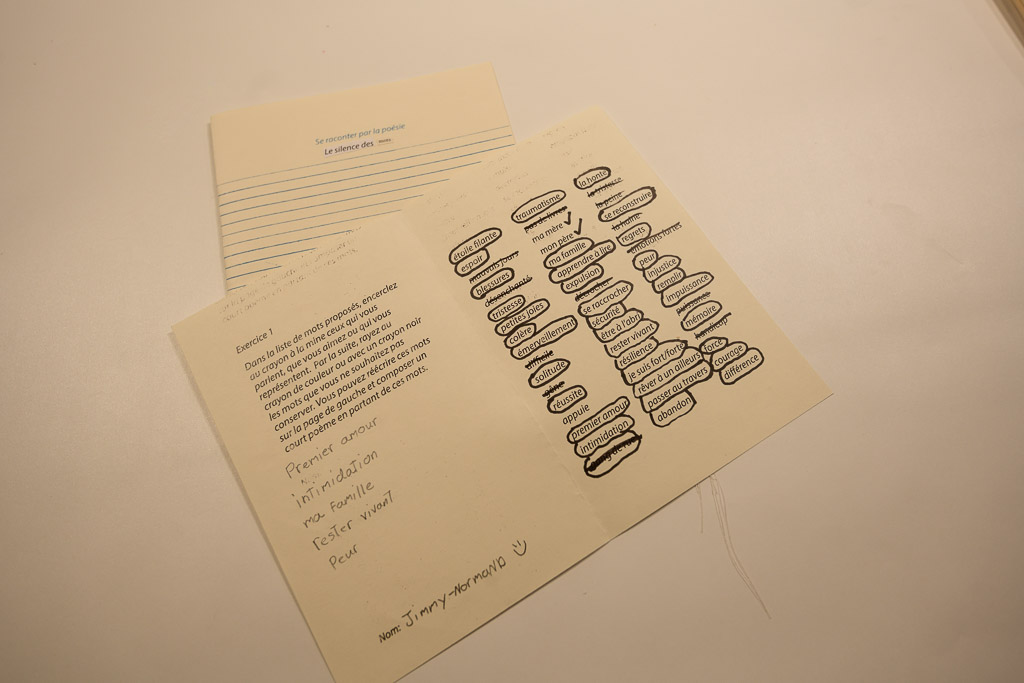 Se raconter par la poésie
Le silence des mots
Exercice 1
Dans la liste de mots proposés, encerclez
au crayon à la mine ceux qui vous
parlent, que vous aimez ou qui vous
représentent. Par la suite, rayez au
crayon de couleur ou avec un crayon noir
les mots que vous ne souhaitez pas
conserver. Vous pouvez réécrire ces mots
sur la page de gauche et composer un
court poème en partant de ces mots.
Premier amour
intimidation
ma famille
rester vivant
Peur
Nom: Jimmy-NormAND
étoile filante
espoir
mauvais jours
blessures
désenchanté
tristesse
petites joies
colère
émerveillement
difficile
solitude
gêne
réussite
appuie
premier amour
intimidation
traumatisme
pas de livres
ma mère
mon père
ma famille
apprendre à lire
expulsion
décrocher
se raccrocher
sécurité
être à l'abri
rester vivant
résilience
je suis fort/forte
rêver à un ailleurs
passer au travers
abandon
la honte
la tristesse
la peine
se reconstruire
la haine
regrets
émotions fortes
peur
injustice
remplir
impuissance
puissance
mémoire
handicap
force
courage
différence